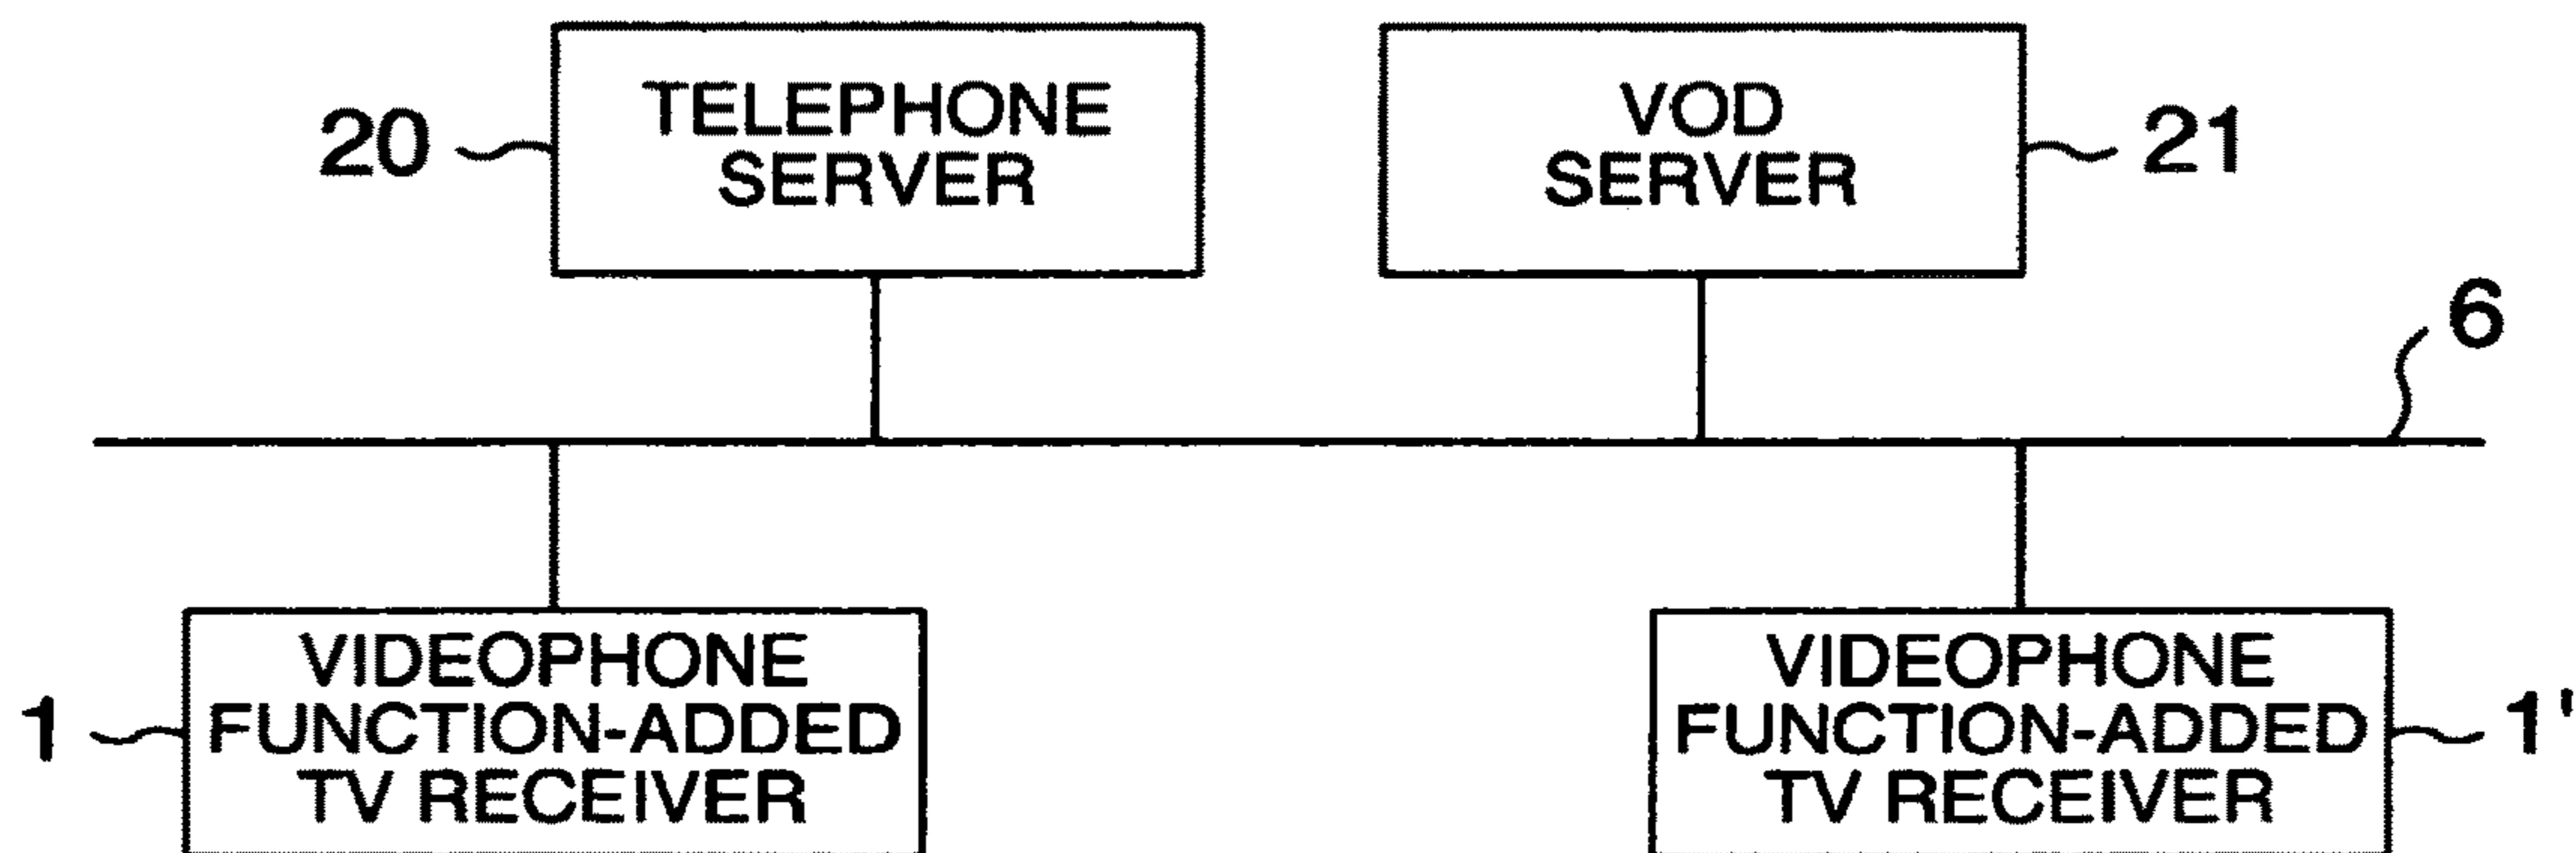 20
TELEPHONE
SERVER
VOD
SERVER
21
6
1
VIDEOPHONE
FUNCTION-ADDED
TV RECEIVER
VIDEOPHONE
FUNCTION-ADDED
TV RECEIVER
1'